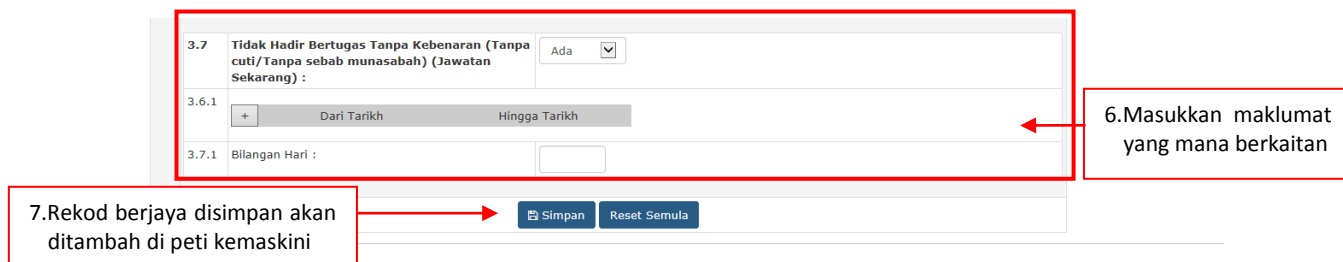 3.7 Tidak Hadir Bertugas Tanpa Kebenaran (Tanpa
cuti/Tanpa sebab munasabah) (Jawatan
Sekarang) :
Ada
3.6.1
+ Dari Tarikh Hingga Tarikh
3.7.1 Bilangan Hari :
6.Masukkan maklumat
yang mana berkaitan
7.Rekod berjaya disimpan akan
ditambah di peti kemaskini
Simpan Reset Semula